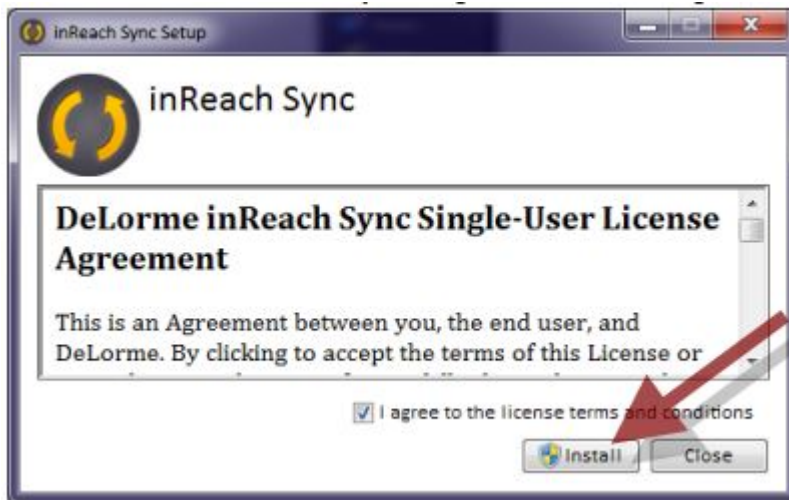 inReach Sync Setup
inReach Sync
DeLorme inReach Sync Single-User License
Agreement
This is an Agreement between you, the end user, and
DeLorme. By clicking to accept the terms of this License or
I agree to the license terms and conditions
Install
Close